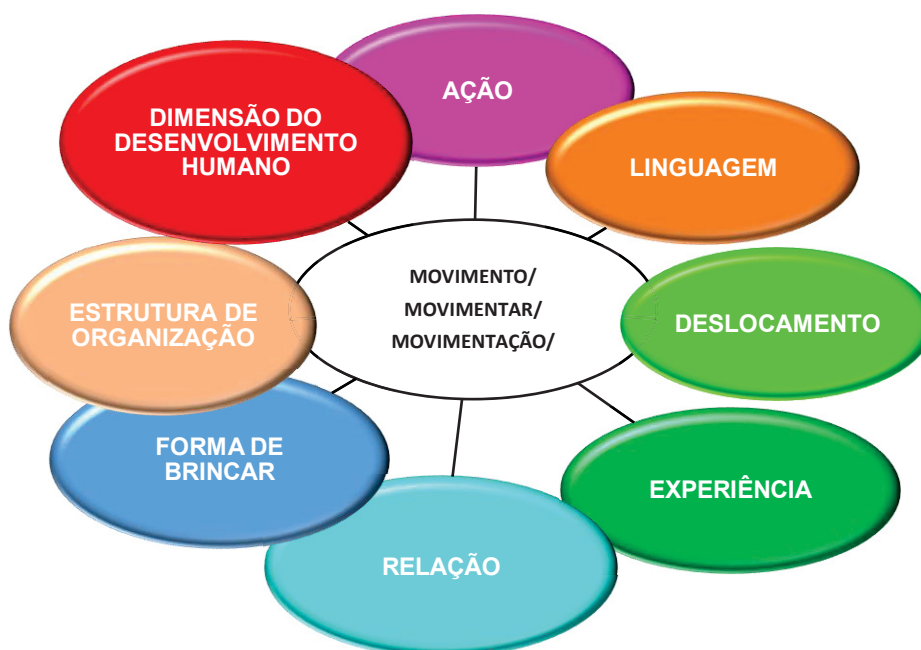 AÇÃO
DIMENSÃO DO
DESENVOLVIMENTO
HUMANO
LINGUAGEM
MOVIMENTO/
MOVIMENTAR/
MOVIMENTAÇÃO/
ESTRUTURA DE
ORGANIZAÇÃO
DESLOCAMENTO
FORMA DE
BRINCAR
EXPERIÊNCIA
RELAÇÃO